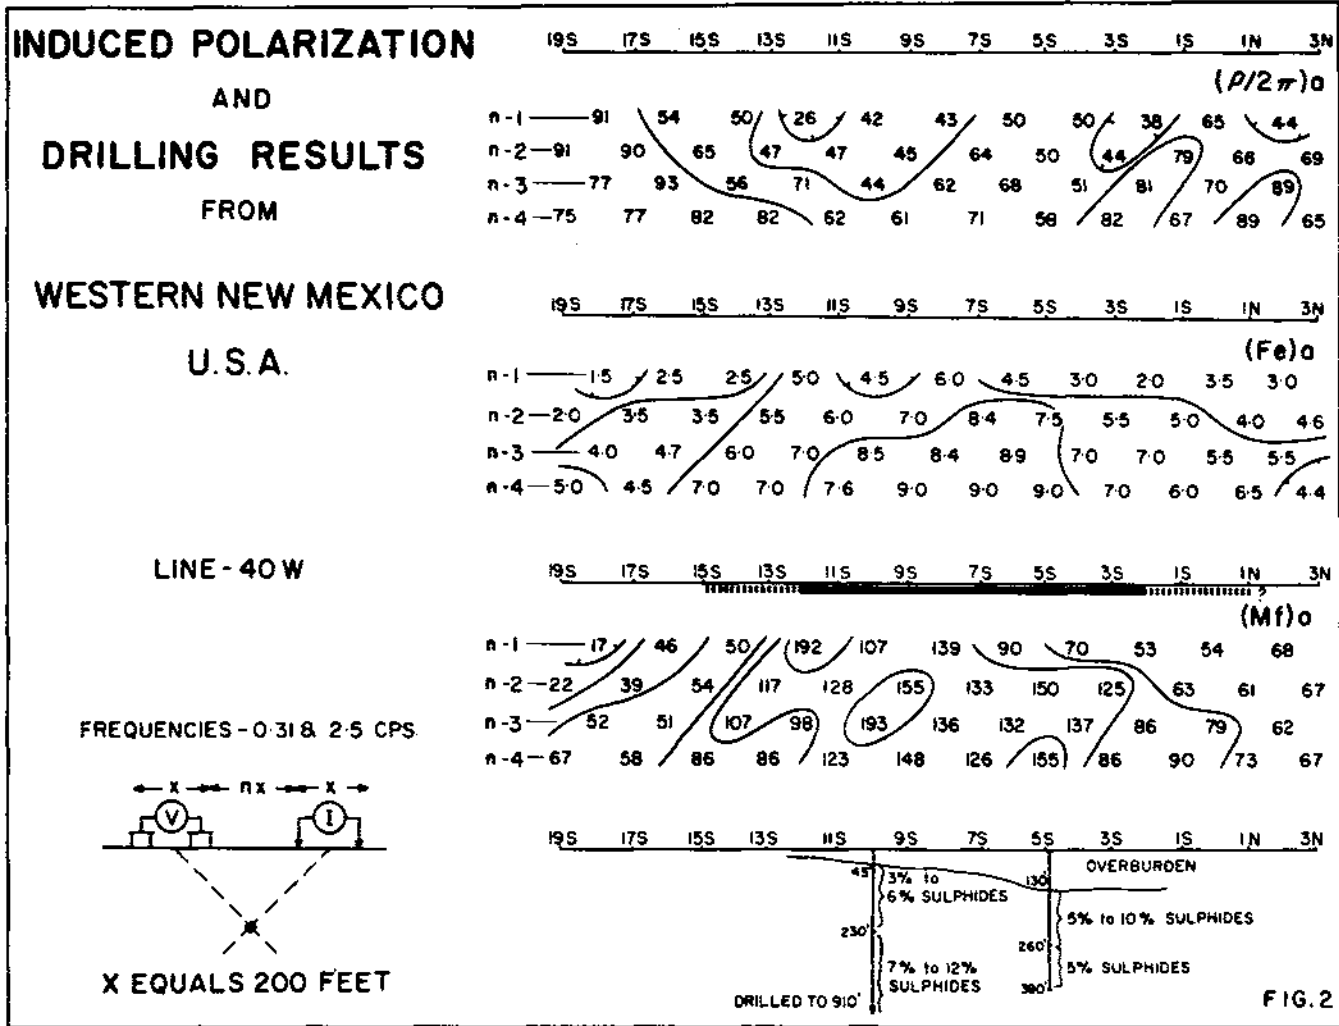 INDUCED POLARIZATION
AND
DRILLING RESULTS
FROM
WESTERN NEW MEXICO
U.S.A.
LINE - 40 W
FREQUENCIES - 0·31 & 2·5 CPS.
x nx x
V I
X EQUALS 200 FEET
19S 17S 15S 13S 11S 9S 7S 5S 3S 1S 1N 3N
(ρ/2π)a
n-1 91 54 50 26 42 43 50 50 38 65 44
n-2 91 90 65 47 47 45 64 50 44 79 66 69
n-3 77 93 56 71 44 62 68 51 81 70 89
n-4 75 77 82 82 62 61 71 58 82 67 89 65
19S 17S 15S 13S 11S 9S 7S 5S 3S 1S 1N 3N
(Fe)a
n-1 1·5 2·5 2·5 5·0 4·5 6·0 4·5 3·0 2·0 3·5 3·0
n-2 2·0 3·5 3·5 5·5 6·0 7·0 8·4 7·5 5·5 5·0 4·0 4·6
n-3 4·0 4·7 6·0 7·0 8·5 8·4 8·9 7·0 7·0 5·5 5·5
n-4 5·0 4·5 7·0 7·0 7·6 9·0 9·0 9·0 7·0 6·0 6·5 4·4
19S 17S 15S 13S 11S 9S 7S 5S 3S 1S 1N 3N
?
(Mf)a
n-1 17 46 50 192 107 139 90 70 53 54 68
n-2 22 39 54 117 128 155 133 150 125 63 61 67
n-3 52 51 107 98 193 136 132 137 86 79 62
n-4 67 58 86 86 123 148 126 155 86 90 73 67
19S 17S 15S 13S 11S 9S 7S 5S 3S 1S 1N 3N
OVERBURDEN
45'
3% to
6% SULPHIDES
230'
7% to 12%
SULPHIDES
DRILLED TO 910'
130'
5% to 10% SULPHIDES
260'
5% SULPHIDES
390'
FIG. 2